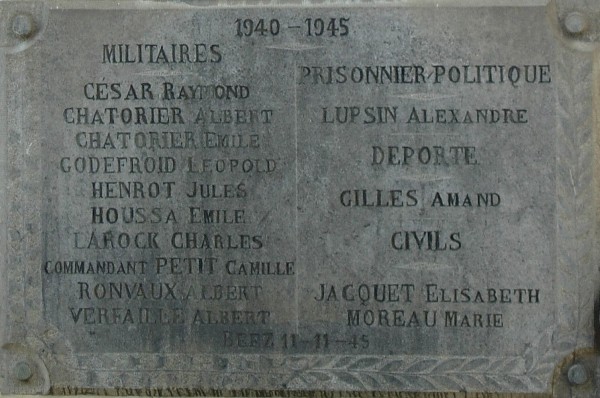 1940 - 1945
MILITAIRES
CÉSAR RAYMOND
CHATORIER ALBERT
CHATORIER EMILE
GODEFROID LEOPOLD
HENROT JULES
HOUSSA EMILE
LAROCK CHARLES
COMMANDANT PETIT CAMILLE
RONVAUX ALBERT
VERFAILLE ALBERT
PRISONNIER POLITIQUE
LUPSIN ALEXANDRE
DEPORTE
GILLES AMAND
CIVILS
JACQUET ELISABETH
MOREAU MARIE
BEEZ 11-11-45